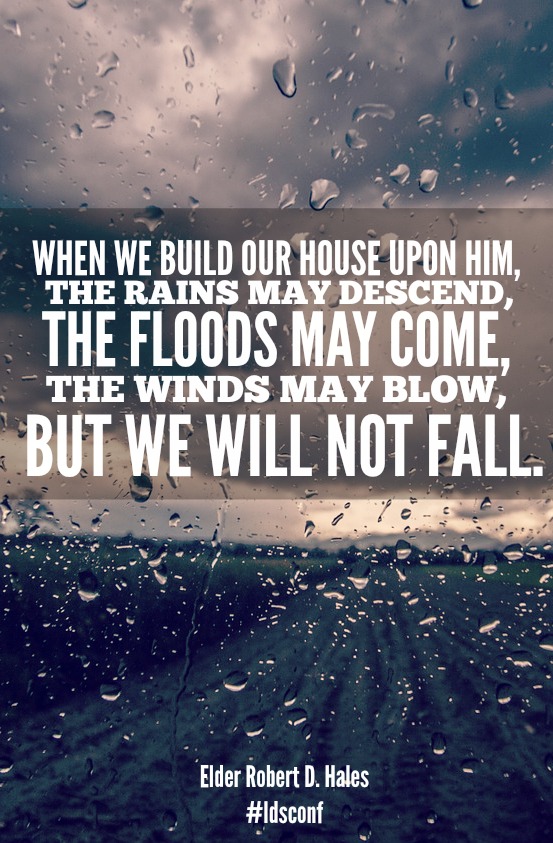 WHEN WE BUILD OUR HOUSE UPON HIM,
THE RAINS MAY DESCEND,
THE FLOODS MAY COME,
THE WINDS MAY BLOW,
BUT WE WILL NOT FALL.
Elder Robert D. Hales
#ldsconf